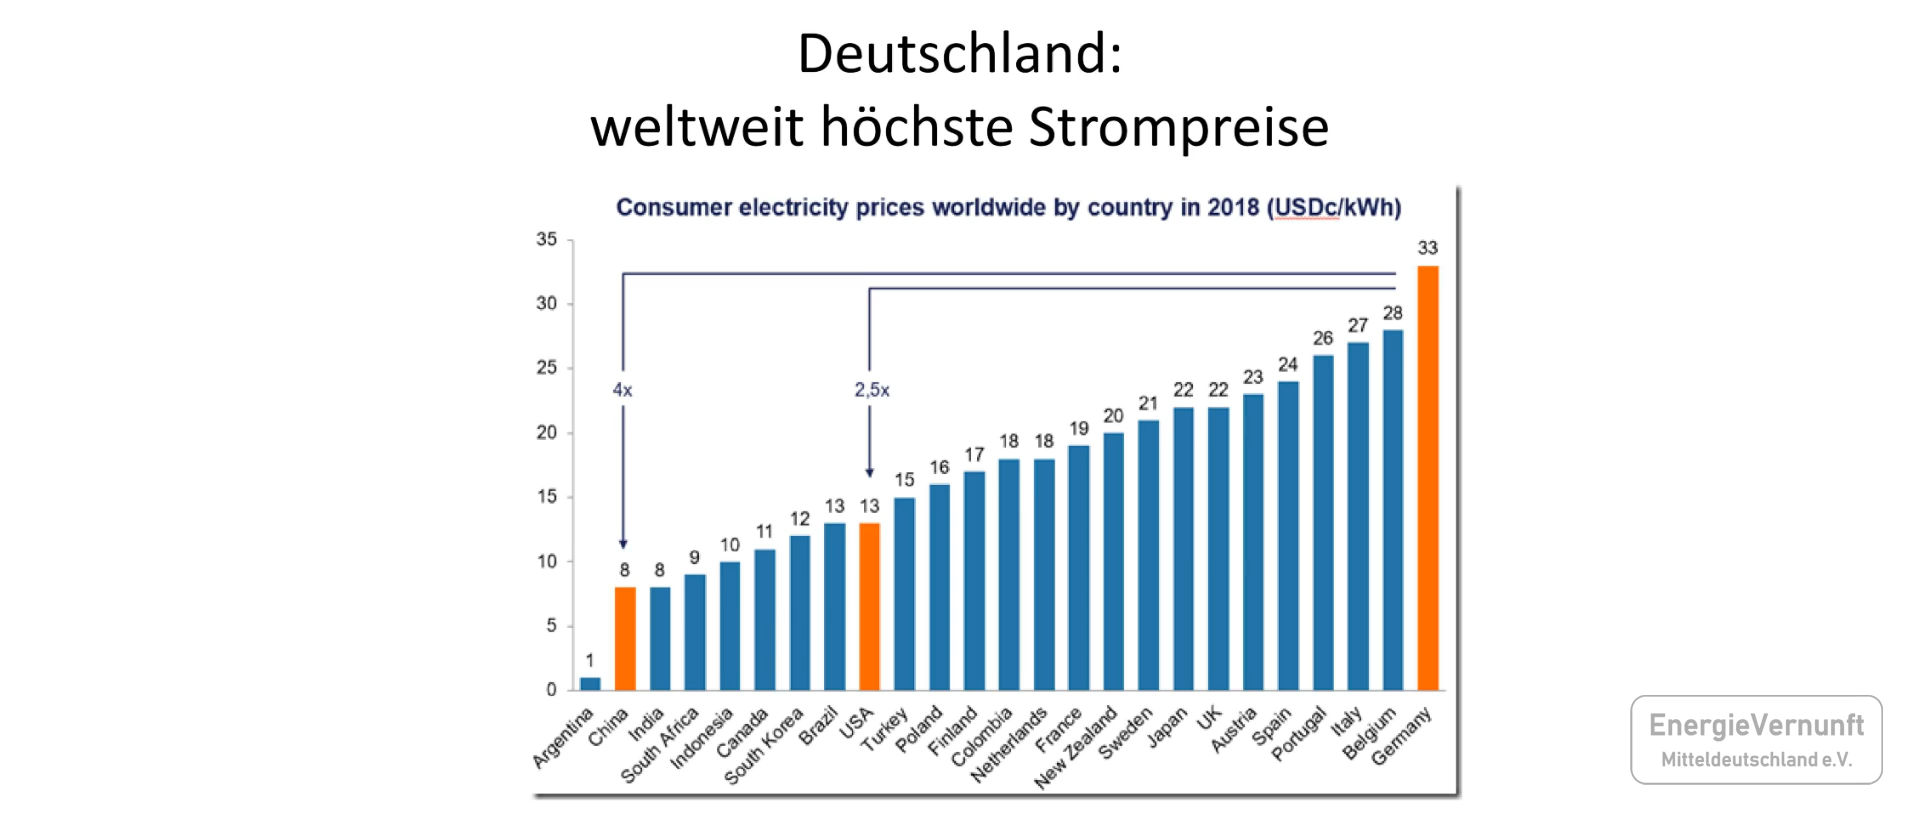 Deutschland:
weltweit höchste Strompreise
Consumer electricity prices worldwide by country in 2018 (USDc/kWh)
35
30
25
20
15
10
5
0
4x
2,5x
1
8
8
9
10
11
12
13
13
15
16
17
18
18
19
20
21
22
22
23
24
26
27
28
33
Argentina
China
India
South Africa
Indonesia
Canada
South Korea
Brazil
USA
Turkey
Poland
Finland
Colombia
Netherlands
France
New Zealand
Sweden
Japan
UK
Austria
Spain
Portugal
Italy
Belgium
Germany
EnergieVernunft
Mitteldeutschland e.V.